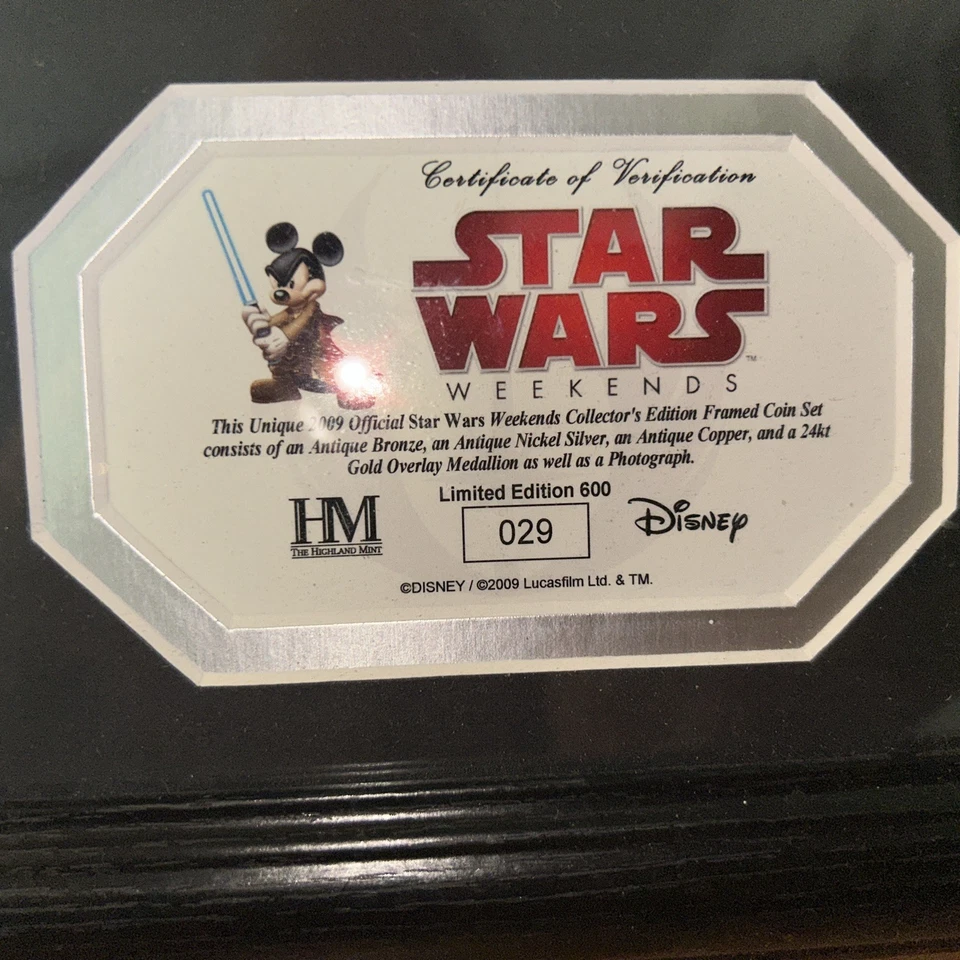 Certificate of Verification
STAR
WARS™
WEEKENDS
This Unique 2009 Official Star Wars Weekends Collector's Edition Framed Coin Set
consists of an Antique Bronze, an Antique Nickel Silver, an Antique Copper, and a 24kt
Gold Overlay Medallion as well as a Photograph.
Limited Edition 600
HM
THE HIGHLAND MINT
029
Disney
©DISNEY / ©2009 Lucasfilm Ltd. & TM.